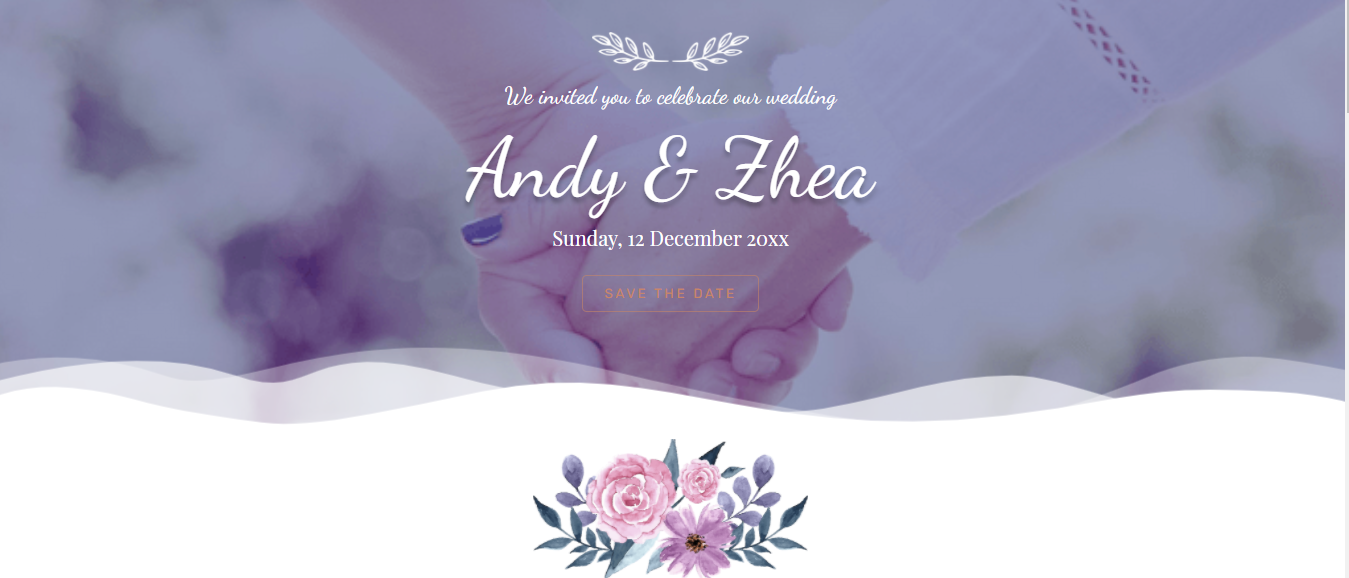 We invited you to celebrate our wedding
Andy & Zhea
Sunday, 12 December 20xx
SAVE THE DATE